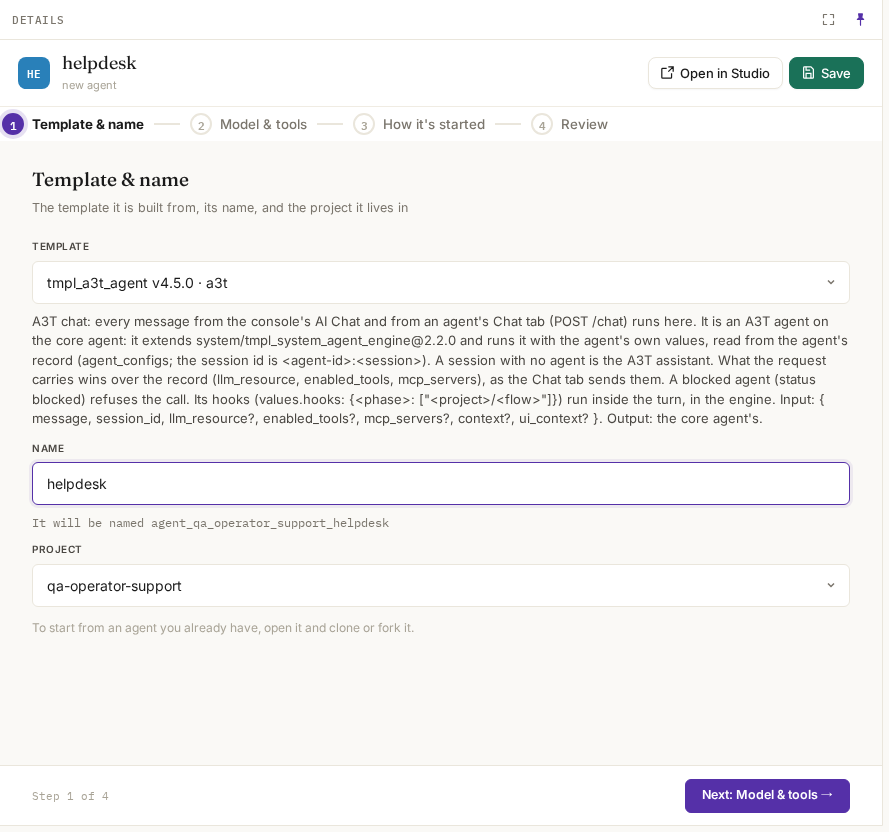 DETAILS
HE
helpdesk
new agent
Open in Studio
Save
1 Template & name
2 Model & tools
3 How it's started
4 Review
Template & name
The template it is built from, its name, and the project it lives in
TEMPLATE
tmpl_a3t_agent v4.5.0 · a3t
A3T chat: every message from the console's AI Chat and from an agent's Chat tab (POST /chat) runs here. It is an A3T agent on
the core agent: it extends system/tmpl_system_agent_engine@2.2.0 and runs it with the agent's own values, read from the agent's
record (agent_configs; the session id is <agent-id>:<session>). A session with no agent is the A3T assistant. What the request
carries wins over the record (llm_resource, enabled_tools, mcp_servers), as the Chat tab sends them. A blocked agent (status
blocked) refuses the call. Its hooks (values.hooks: {<phase>: ["<project>/<flow>"]}) run inside the turn, in the engine. Input: {
message, session_id, llm_resource?, enabled_tools?, mcp_servers?, context?, ui_context? }. Output: the core agent's.
NAME
helpdesk
It will be named agent_qa_operator_support_helpdesk
PROJECT
qa-operator-support
To start from an agent you already have, open it and clone or fork it.
Step 1 of 4
Next: Model & tools →